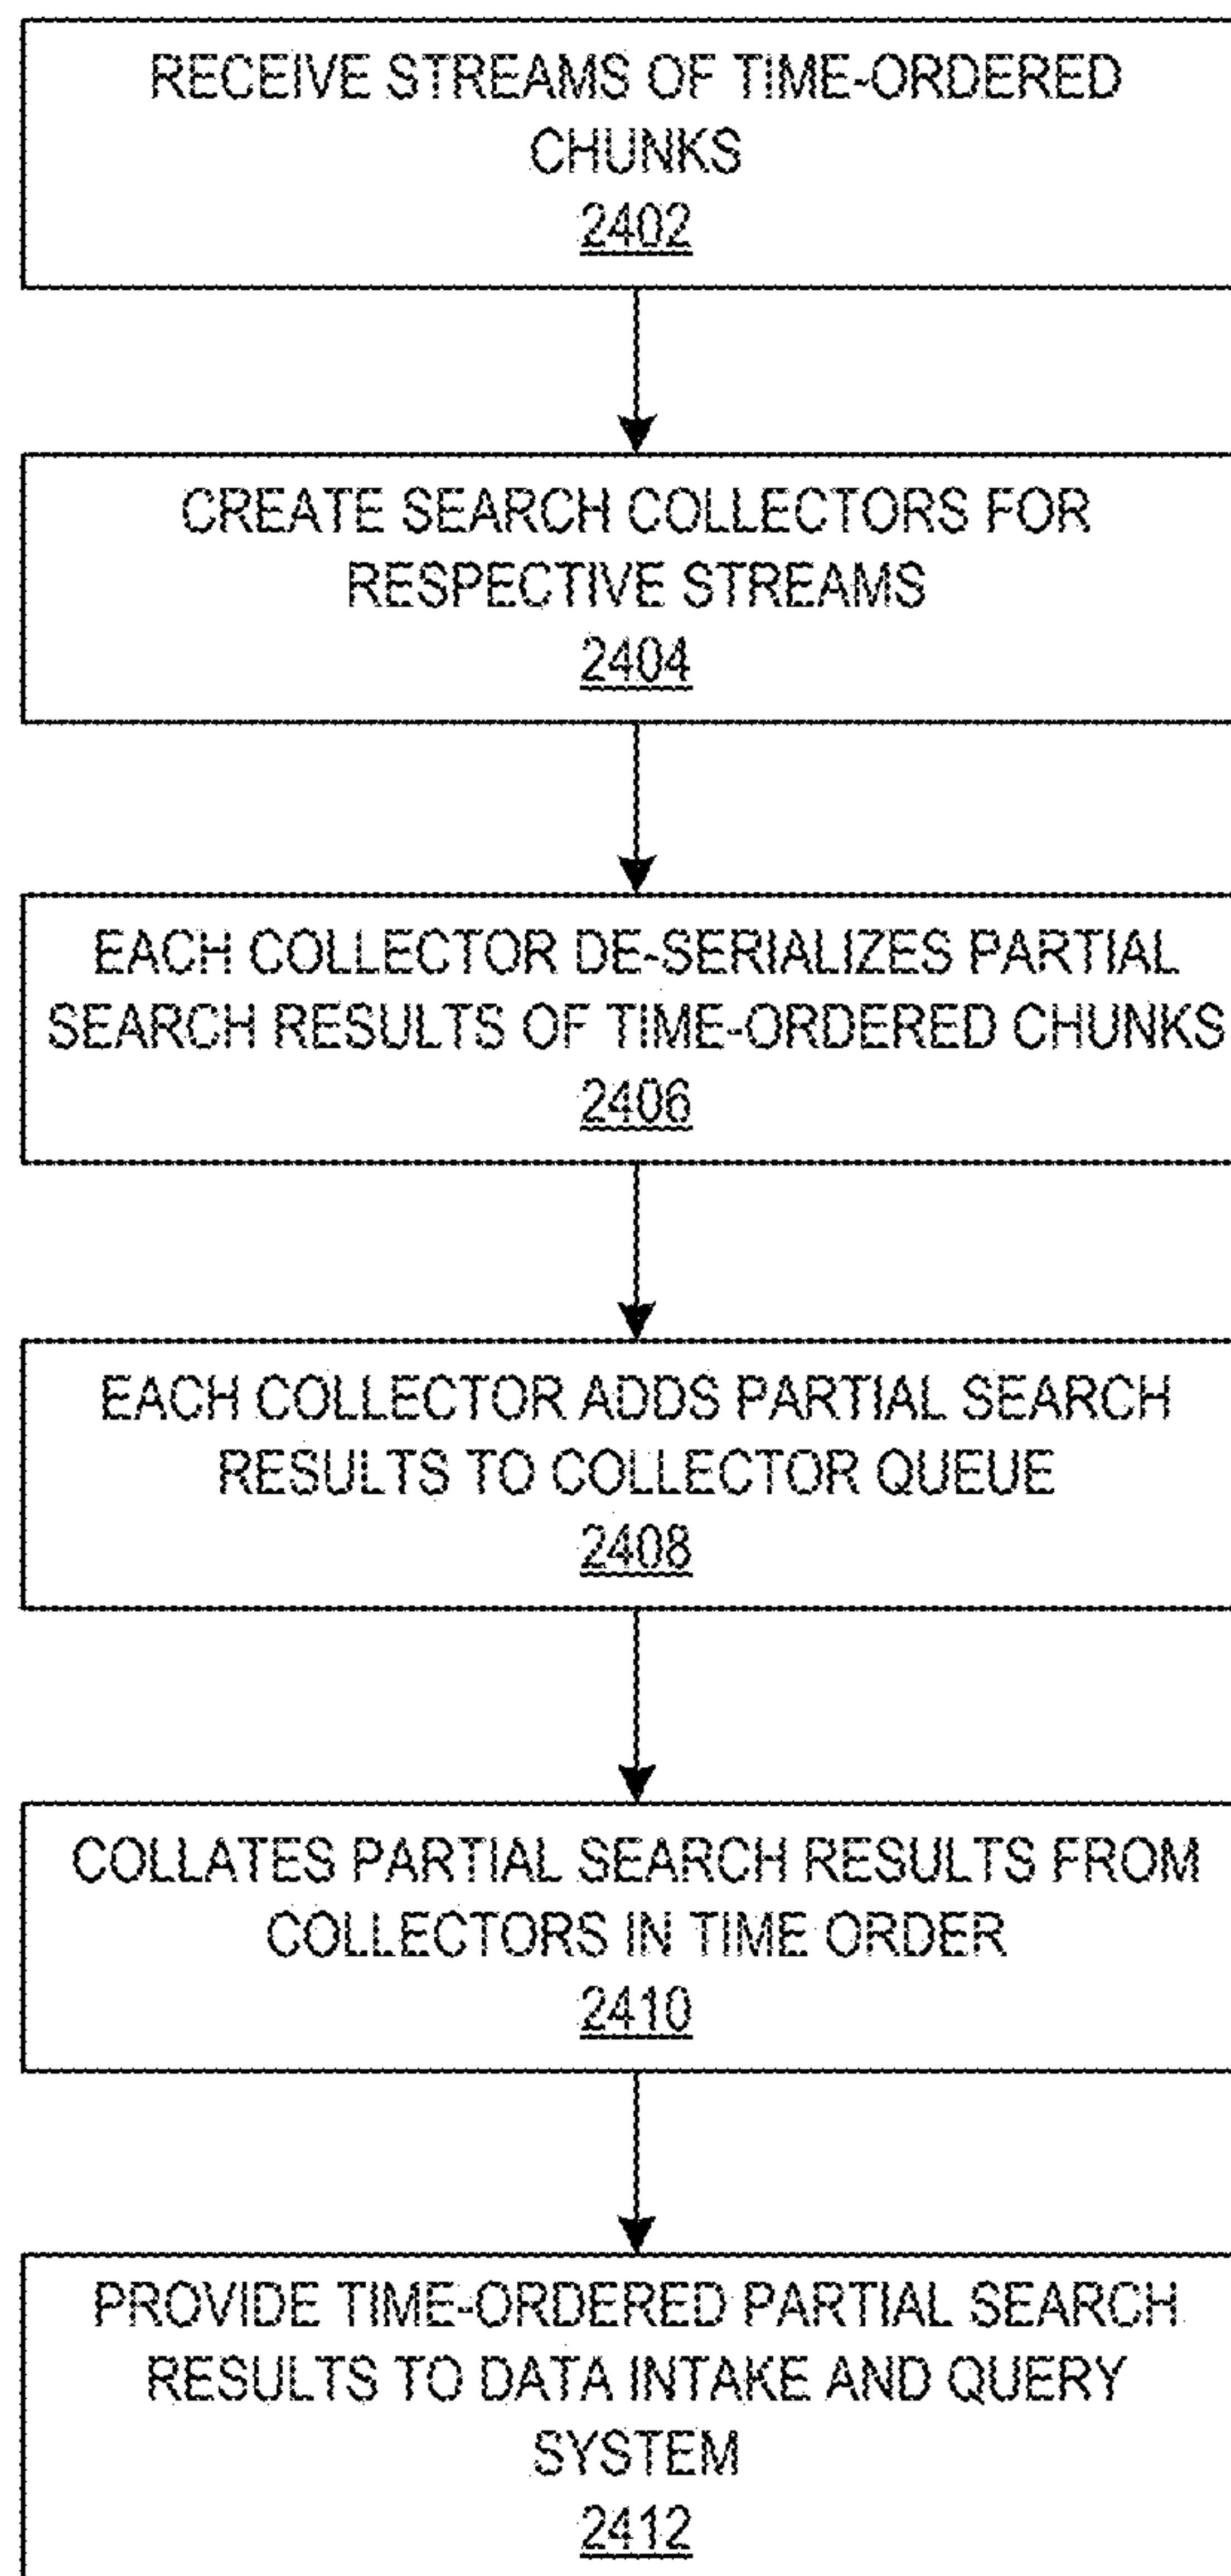 RECEIVE STREAMS OF TIME-ORDERED
CHUNKS
2402
CREATE SEARCH COLLECTORS FOR
RESPECTIVE STREAMS
2404
EACH COLLECTOR DE-SERIALIZES PARTIAL
SEARCH RESULTS OF TIME-ORDERED CHUNKS
2406
EACH COLLECTOR ADDS PARTIAL SEARCH
RESULTS TO COLLECTOR QUEUE
2408
COLLATES PARTIAL SEARCH RESULTS FROM
COLLECTORS IN TIME ORDER
2410
PROVIDE TIME-ORDERED PARTIAL SEARCH
RESULTS TO DATA INTAKE AND QUERY
SYSTEM
2412